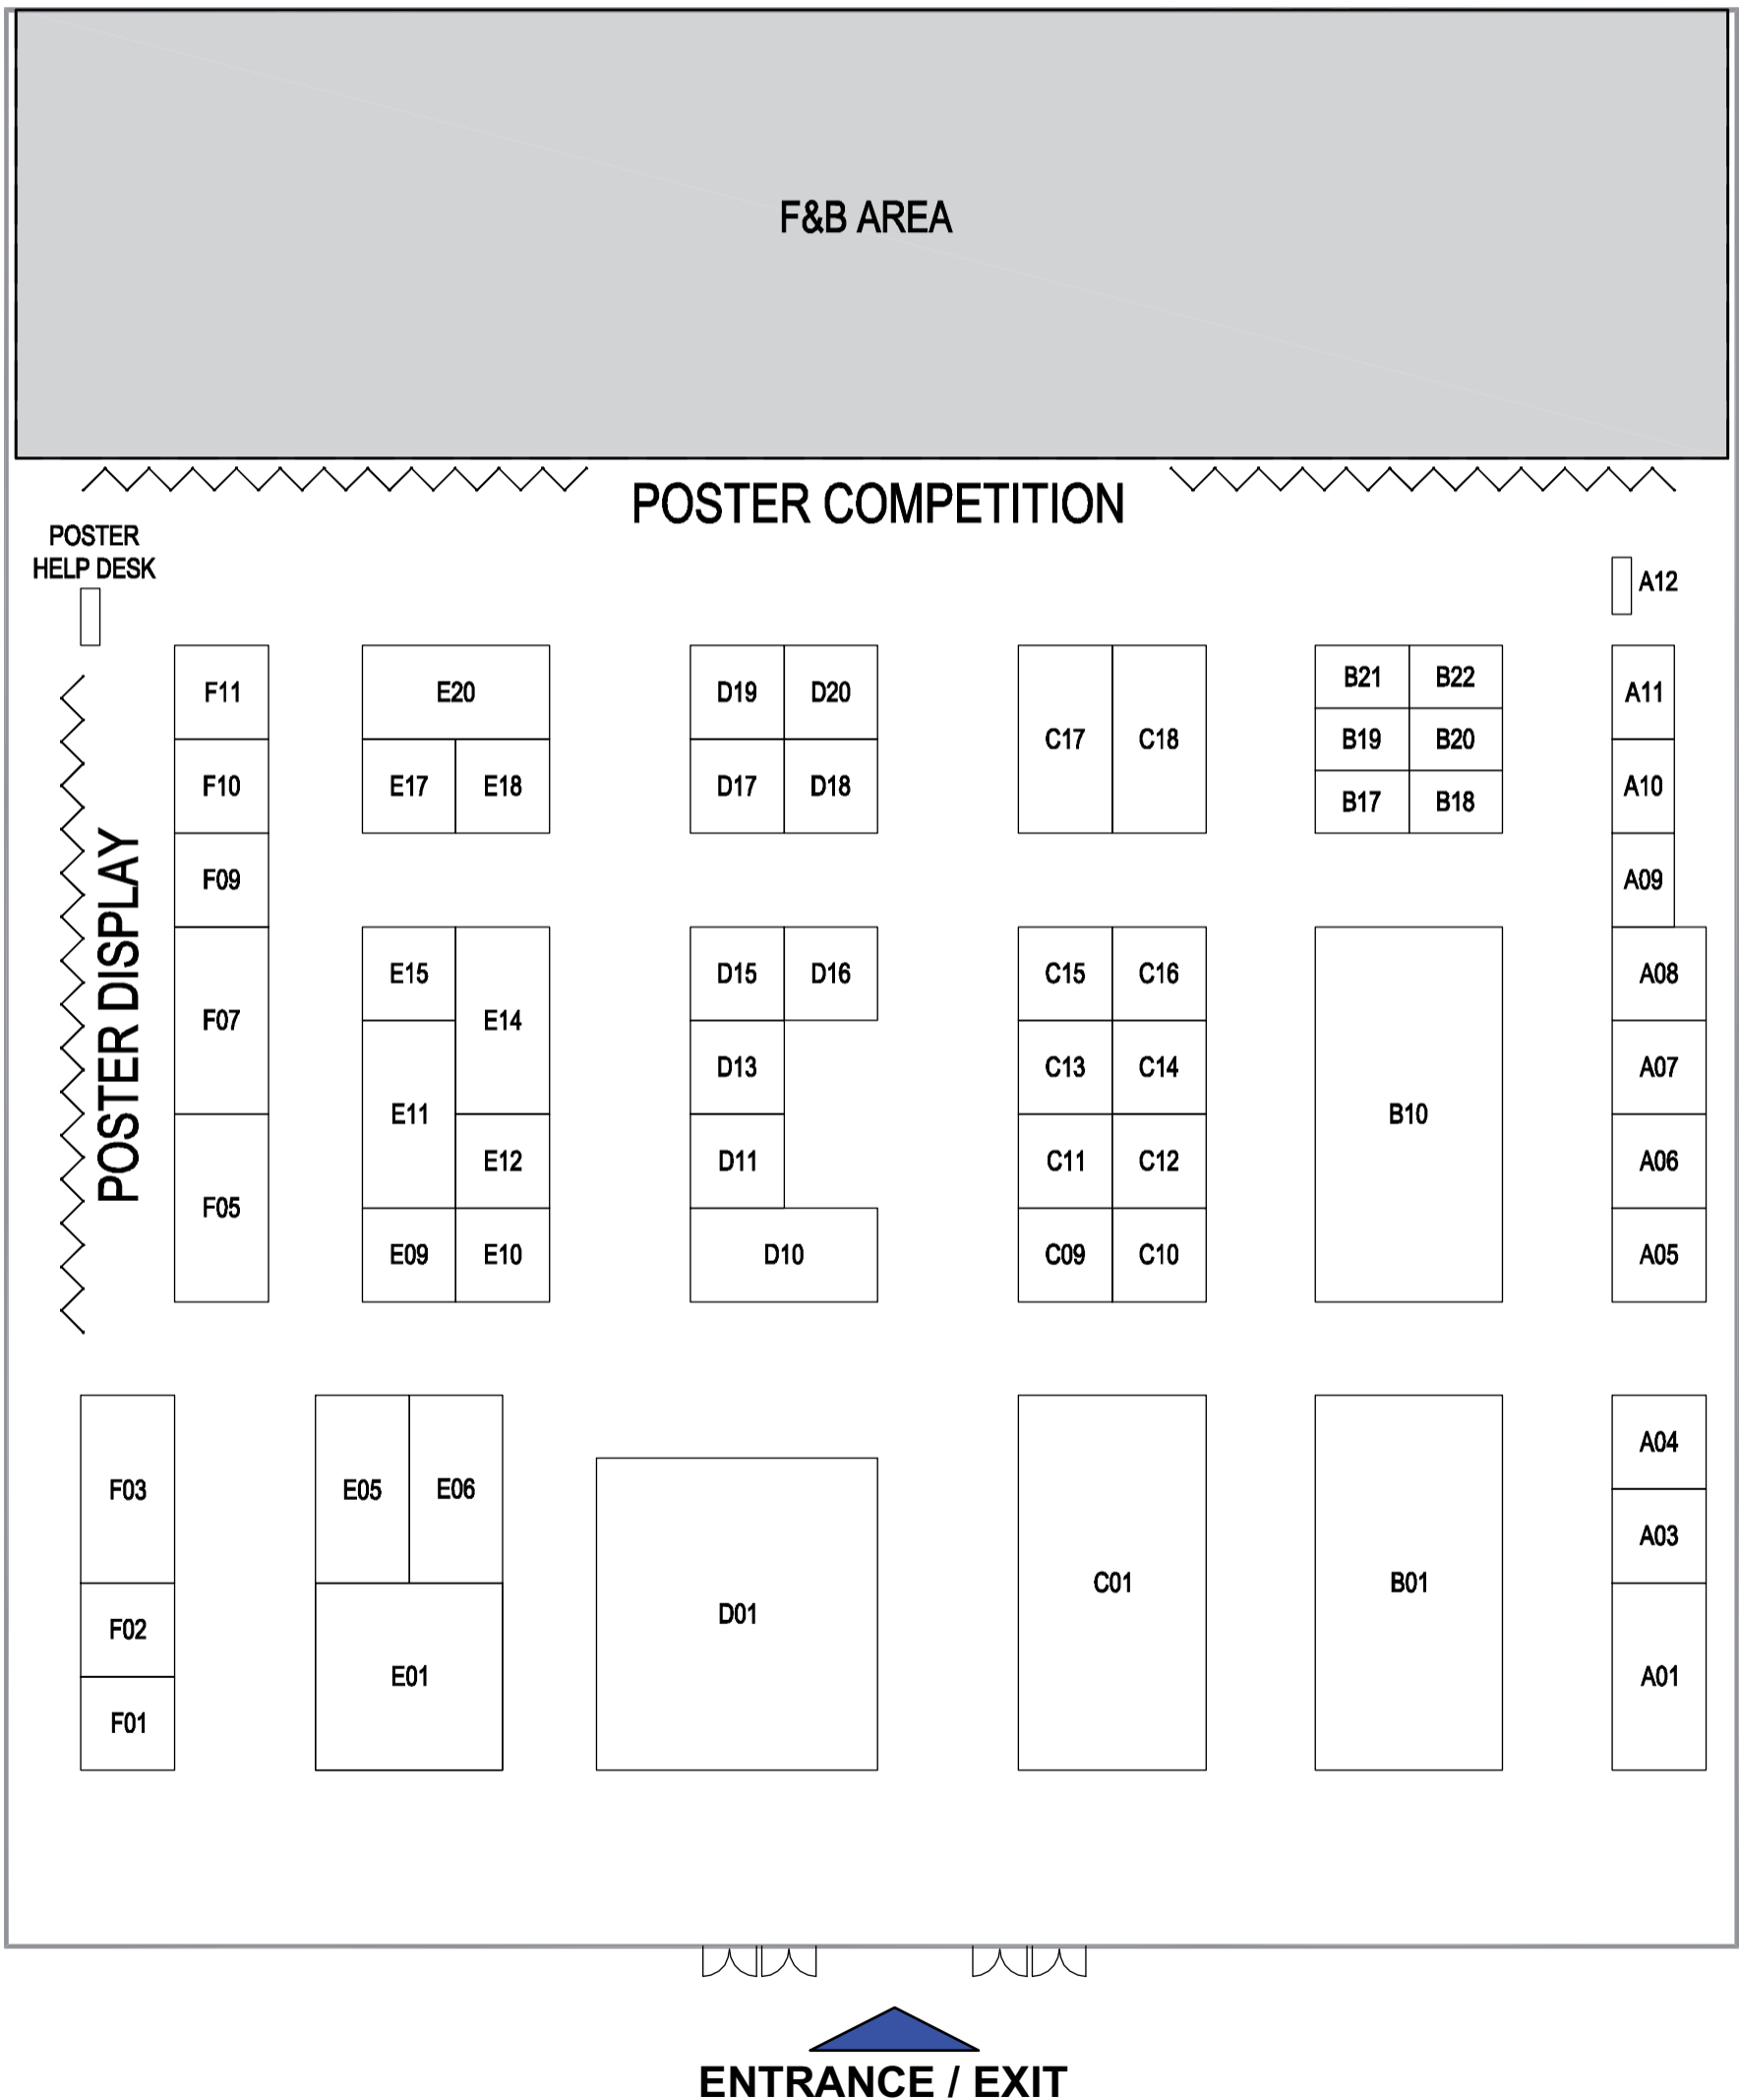 F&B AREA
POSTER COMPETITION
POSTER
HELP DESK
A12
F11
E20
D19
D20
C17
C18
B21
B22
A11
B19
B20
F10
E17
E18
D17
D18
B17
B18
A10
POSTER DISPLAY
F09
A09
F07
E15
E14
D15
D16
C15
C16
B10
A08
E11
D13
C13
C14
A07
F05
E12
D11
C11
C12
A06
E09
E10
D10
C09
C10
A05
F03
E05
E06
A04
D01
C01
B01
A03
F02
E01
A01
F01
ENTRANCE / EXIT